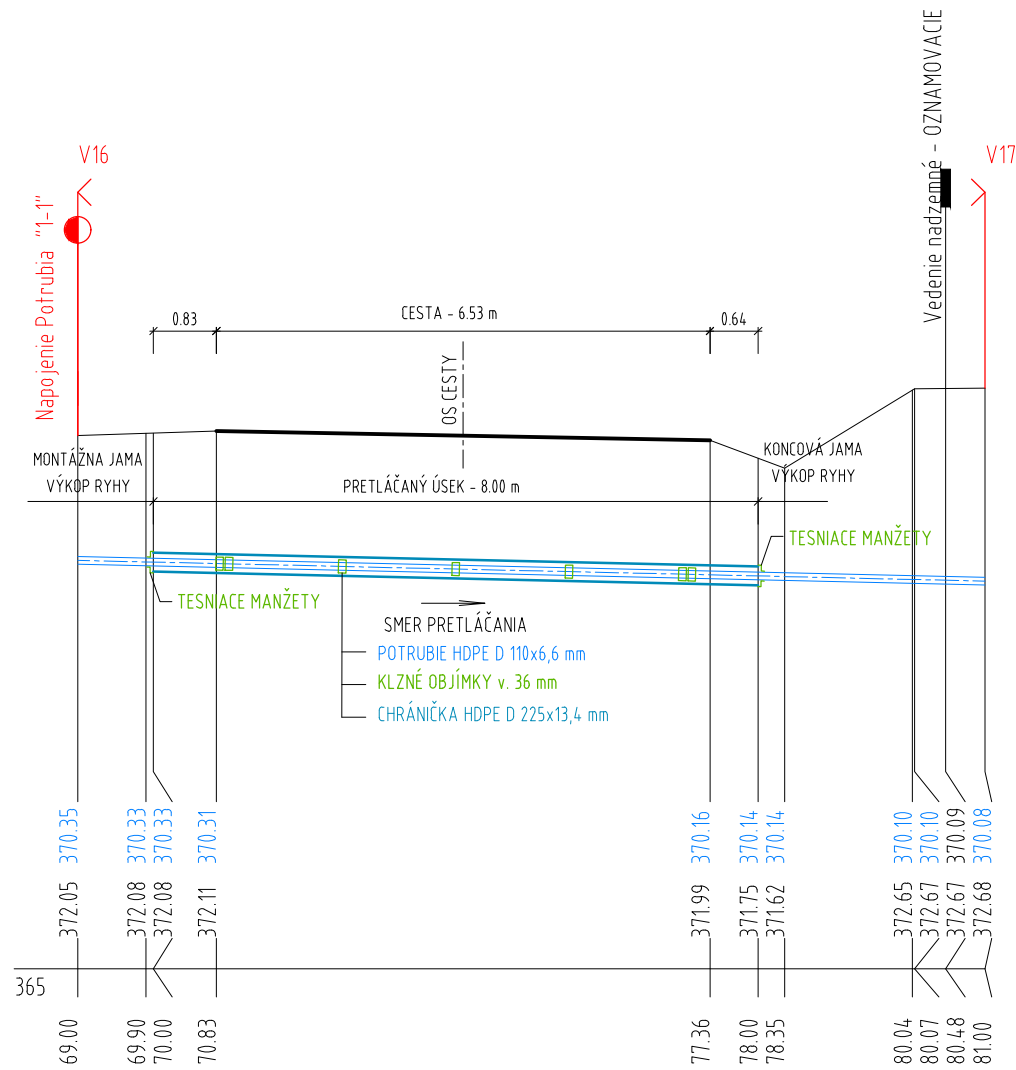 V16
V17
Napojenie Potrubia "1-1"
Vedenie nadzemné - OZNAMOVACIE
0.83
CESTA - 6.53 m
0.64
OS CESTY
MONTÁŽNA JAMA
VÝKOP RYHY
PRETLÁČANÝ ÚSEK - 8.00 m
KONCOVÁ JAMA
VÝKOP RYHY
TESNIACE MANŽETY
TESNIACE MANŽETY
SMER PRETLÁČANIA
POTRUBIE HDPE D 110x6,6 mm
KLZNÉ OBJÍMKY v. 36 mm
CHRÁNIČKA HDPE D 225x13,4 mm
370.35 370.33 370.33 370.31 370.16 370.14 370.14 370.10 370.10 370.09 370.08
372.05 372.08 372.08 372.11 371.99 371.75 371.62 372.65 372.67 372.67 372.68
365
69.00 69.90 70.00 70.83 77.36 78.00 78.35 80.04 80.07 80.48 81.00